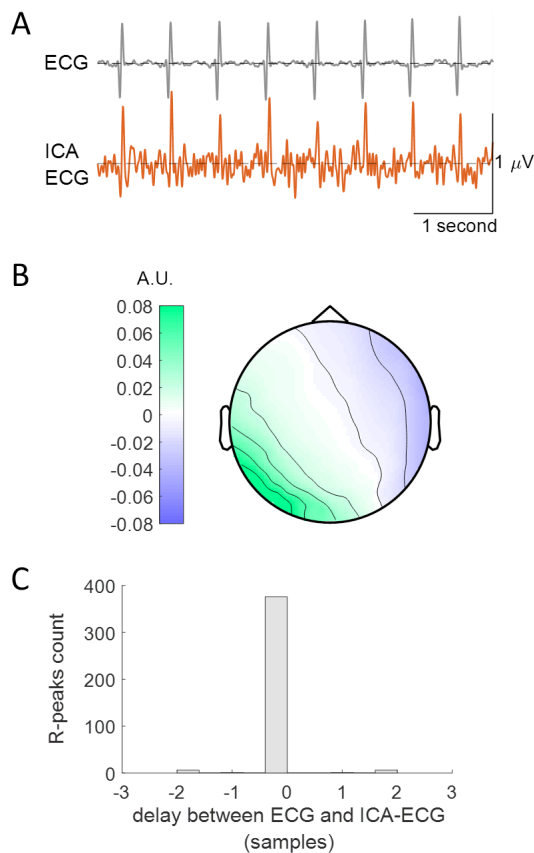 A
ECG
ICA
ECG
1 μV
1 second
B
A.U.
0.08
0.06
0.04
0.02
0
-0.02
-0.04
-0.06
-0.08
C
R-peaks count
400
300
200
100
0
-3 -2 -1 0 1 2 3
delay between ECG and ICA-ECG
(samples)